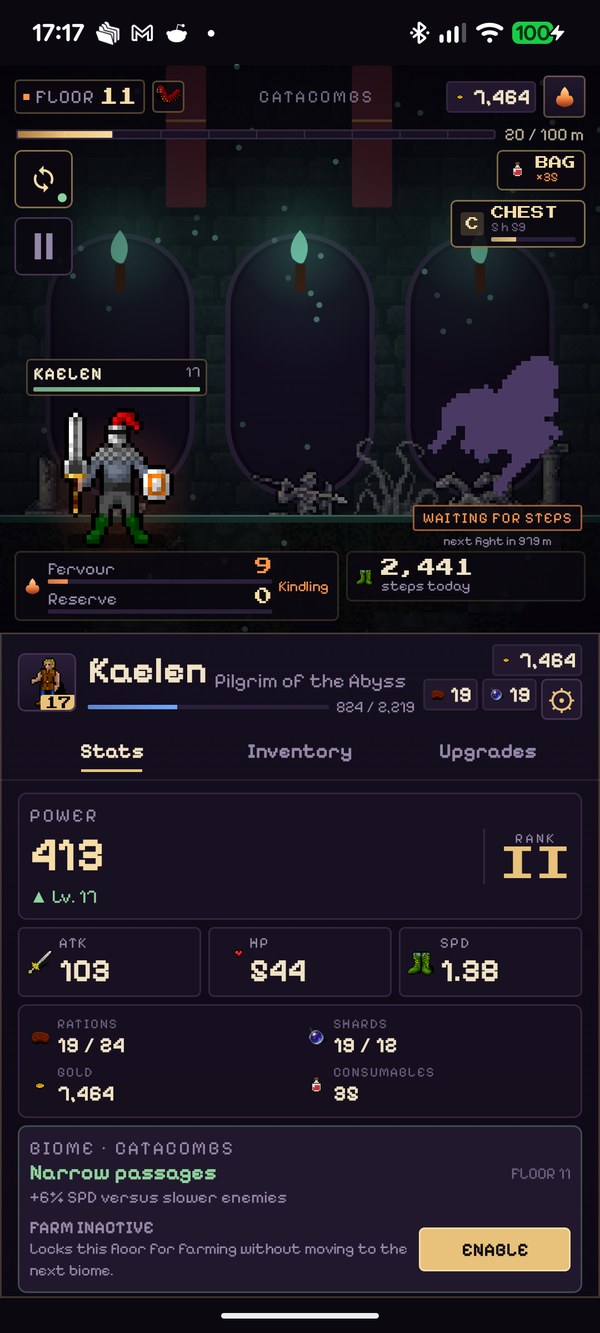 17:17
100
FLOOR 11
CATACOMBS
7,464
20 / 100 m
BAG
×38
C
CHEST
5h 59
KAELEN
17
WAITING FOR STEPS
next fight in 979 m
Fervour 9
Kindling
Reserve 0
2,441
steps today
Kaelen Pilgrim of the Abyss
17
7,464
824 / 2,219
19
19
Stats
Inventory
Upgrades
POWER
413
▲ Lv. 17
RANK
II
ATK
103
HP
544
SPD
1.38
RATIONS
19 / 24
SHARDS
19 / 12
GOLD
7,464
CONSUMABLES
38
BIOME · CATACOMBS
Narrow passages
FLOOR 11
+6% SPD versus slower enemies
FARM INACTIVE
Locks this floor for farming without moving to the
next biome.
ENABLE